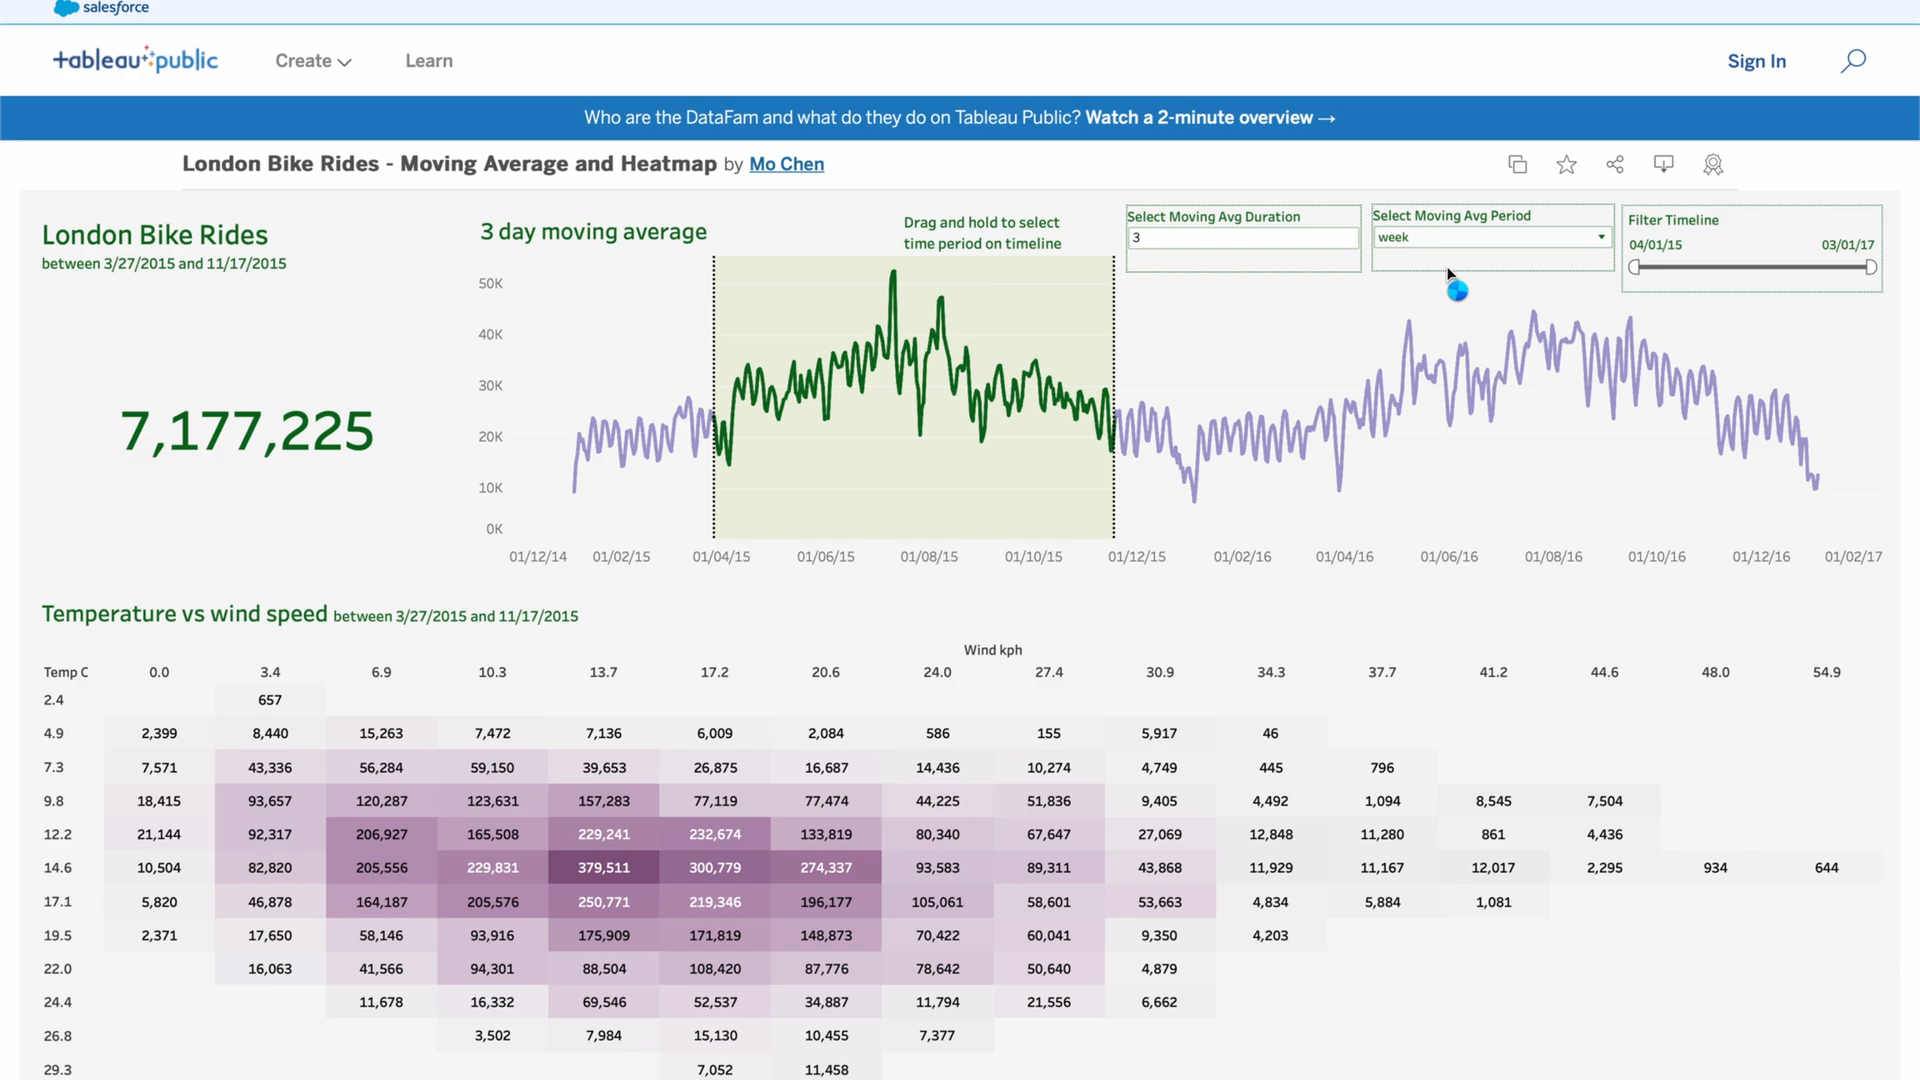 salesforce
tableau public
Create
Learn
Sign In
Who are the DataFam and what do they do on Tableau Public? Watch a 2-minute overview →
London Bike Rides - Moving Average and Heatmap by Mo Chen
London Bike Rides
between 3/27/2015 and 11/17/2015
7,177,225
3 day moving average
Drag and hold to select
time period on timeline
Select Moving Avg Duration
3
Select Moving Avg Period
week
Filter Timeline
04/01/15 03/01/17
50K
40K
30K
20K
10K
0K
01/12/14 01/02/15 01/04/15 01/06/15 01/08/15 01/10/15 01/12/15 01/02/16 01/04/16 01/06/16 01/08/16 01/10/16 01/12/16 01/02/17
Temperature vs wind speed between 3/27/2015 and 11/17/2015
Wind kph
Temp C 0.0 3.4 6.9 10.3 13.7 17.2 20.6 24.0 27.4 30.9 34.3 37.7 41.2 44.6 48.0 54.9
2.4 657
4.9 2,399 8,440 15,263 7,472 7,136 6,009 2,084 586 155 5,917 46
7.3 7,571 43,336 56,284 59,150 39,653 26,875 16,687 14,436 10,274 4,749 445 796
9.8 18,415 93,657 120,287 123,631 157,283 77,119 77,474 44,225 51,836 9,405 4,492 1,094 8,545 7,504
12.2 21,144 92,317 206,927 165,508 229,241 232,674 133,819 80,340 67,647 27,069 12,848 11,280 861 4,436
14.6 10,504 82,820 205,556 229,831 379,511 300,779 274,337 93,583 89,311 43,868 11,929 11,167 12,017 2,295 934 644
17.1 5,820 46,878 164,187 205,576 250,771 219,346 196,177 105,061 58,601 53,663 4,834 5,884 1,081
19.5 2,371 17,650 58,146 93,916 175,909 171,819 148,873 70,422 60,041 9,350 4,203
22.0 16,063 41,566 94,301 88,504 108,420 87,776 78,642 50,640 4,879
24.4 11,678 16,332 69,546 52,537 34,887 11,794 21,556 6,662
26.8 3,502 7,984 15,130 10,455 7,377
29.3 7,052 11,458